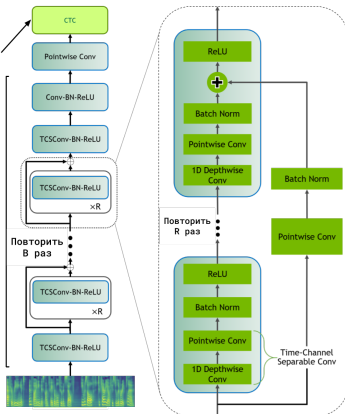 CTC
Pointwise Conv
Conv-BN-ReLU
TCSConv-BN-ReLU
TCSConv-BN-ReLU
×R
Повторить
B раз
TCSConv-BN-ReLU
×R
TCSConv-BN-ReLU
ReLU
Batch Norm
Pointwise Conv
1D Depthwise
Conv
Повторить
R раз
ReLU
Batch Norm
Pointwise Conv
1D Depthwise
Conv
Batch Norm
Pointwise Conv
Time-Channel
Separable Conv